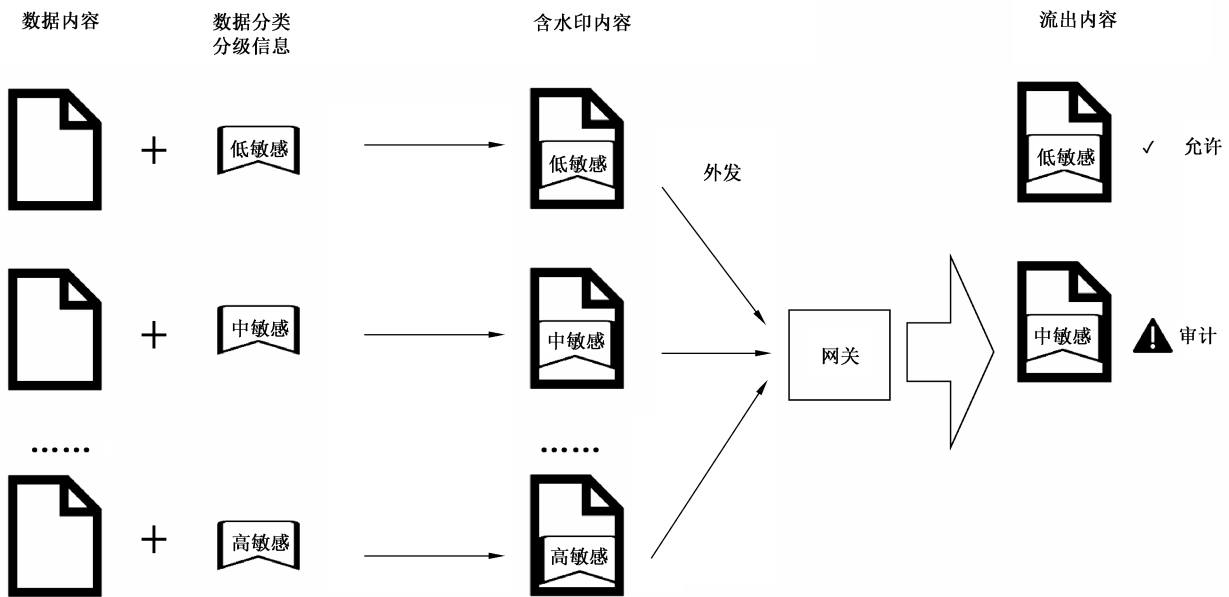 数据内容
数据分类
分级信息
含水印内容
流出内容
低敏感
低敏感
外发
低敏感
✓ 允许
中敏感
中敏感
网关
中敏感
审计
……
……
高敏感
高敏感